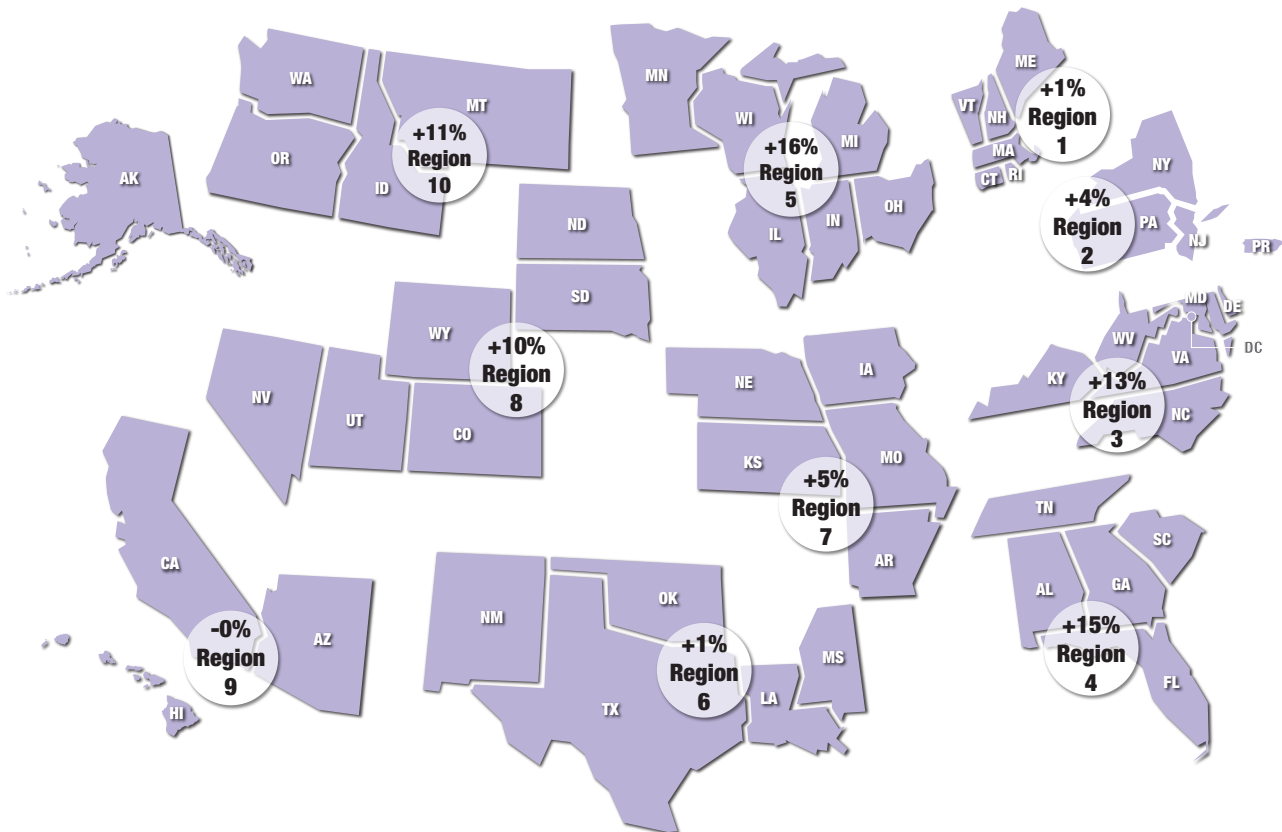 WA
MT
OR
ID
AK
+11%
Region
10
MN
WI
MI
IL
IN
OH
+16%
Region
5
ME
VT
NH
MA
CT
RI
+1%
Region
1
NY
PA
NJ
PR
+4%
Region
2
ND
SD
WY
NV
UT
CO
+10%
Region
8
NE
IA
KS
MO
AR
+5%
Region
7
MD
DE
DC
WV
VA
KY
NC
+13%
Region
3
CA
AZ
HI
-0%
Region
9
NM
OK
TX
LA
MS
+1%
Region
6
TN
SC
AL
GA
FL
+15%
Region
4